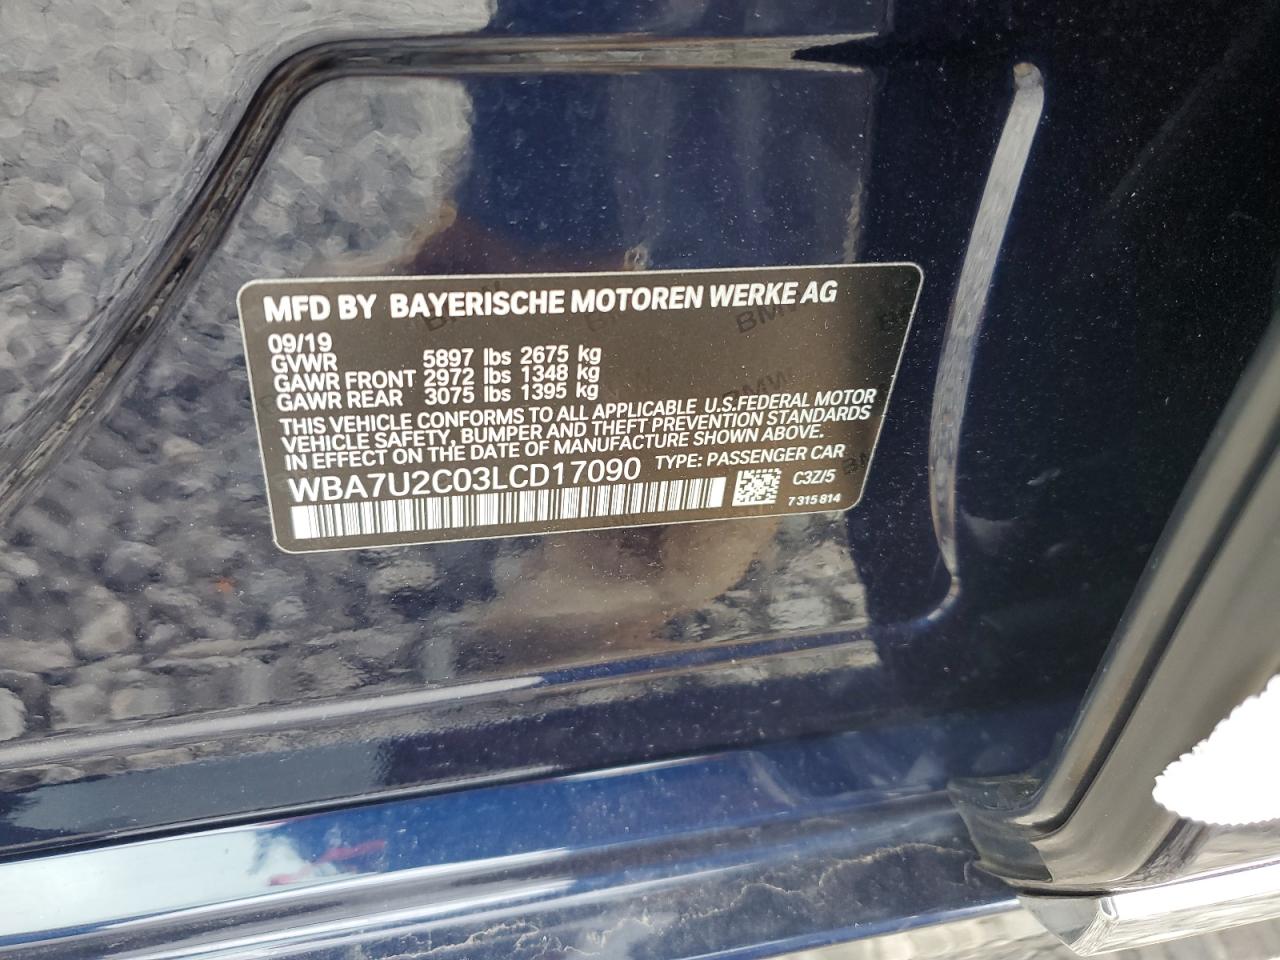 MFD BY BAYERISCHE MOTOREN WERKE AG
09/19
GVWR 5897 lbs 2675 kg
GAWR FRONT 2972 lbs 1348 kg
GAWR REAR 3075 lbs 1395 kg
THIS VEHICLE CONFORMS TO ALL APPLICABLE U.S.FEDERAL MOTOR
VEHICLE SAFETY, BUMPER AND THEFT PREVENTION STANDARDS
IN EFFECT ON THE DATE OF MANUFACTURE SHOWN ABOVE.
WBA7U2C03LCD17090 TYPE: PASSENGER CAR
C3Z/5
7 315 814